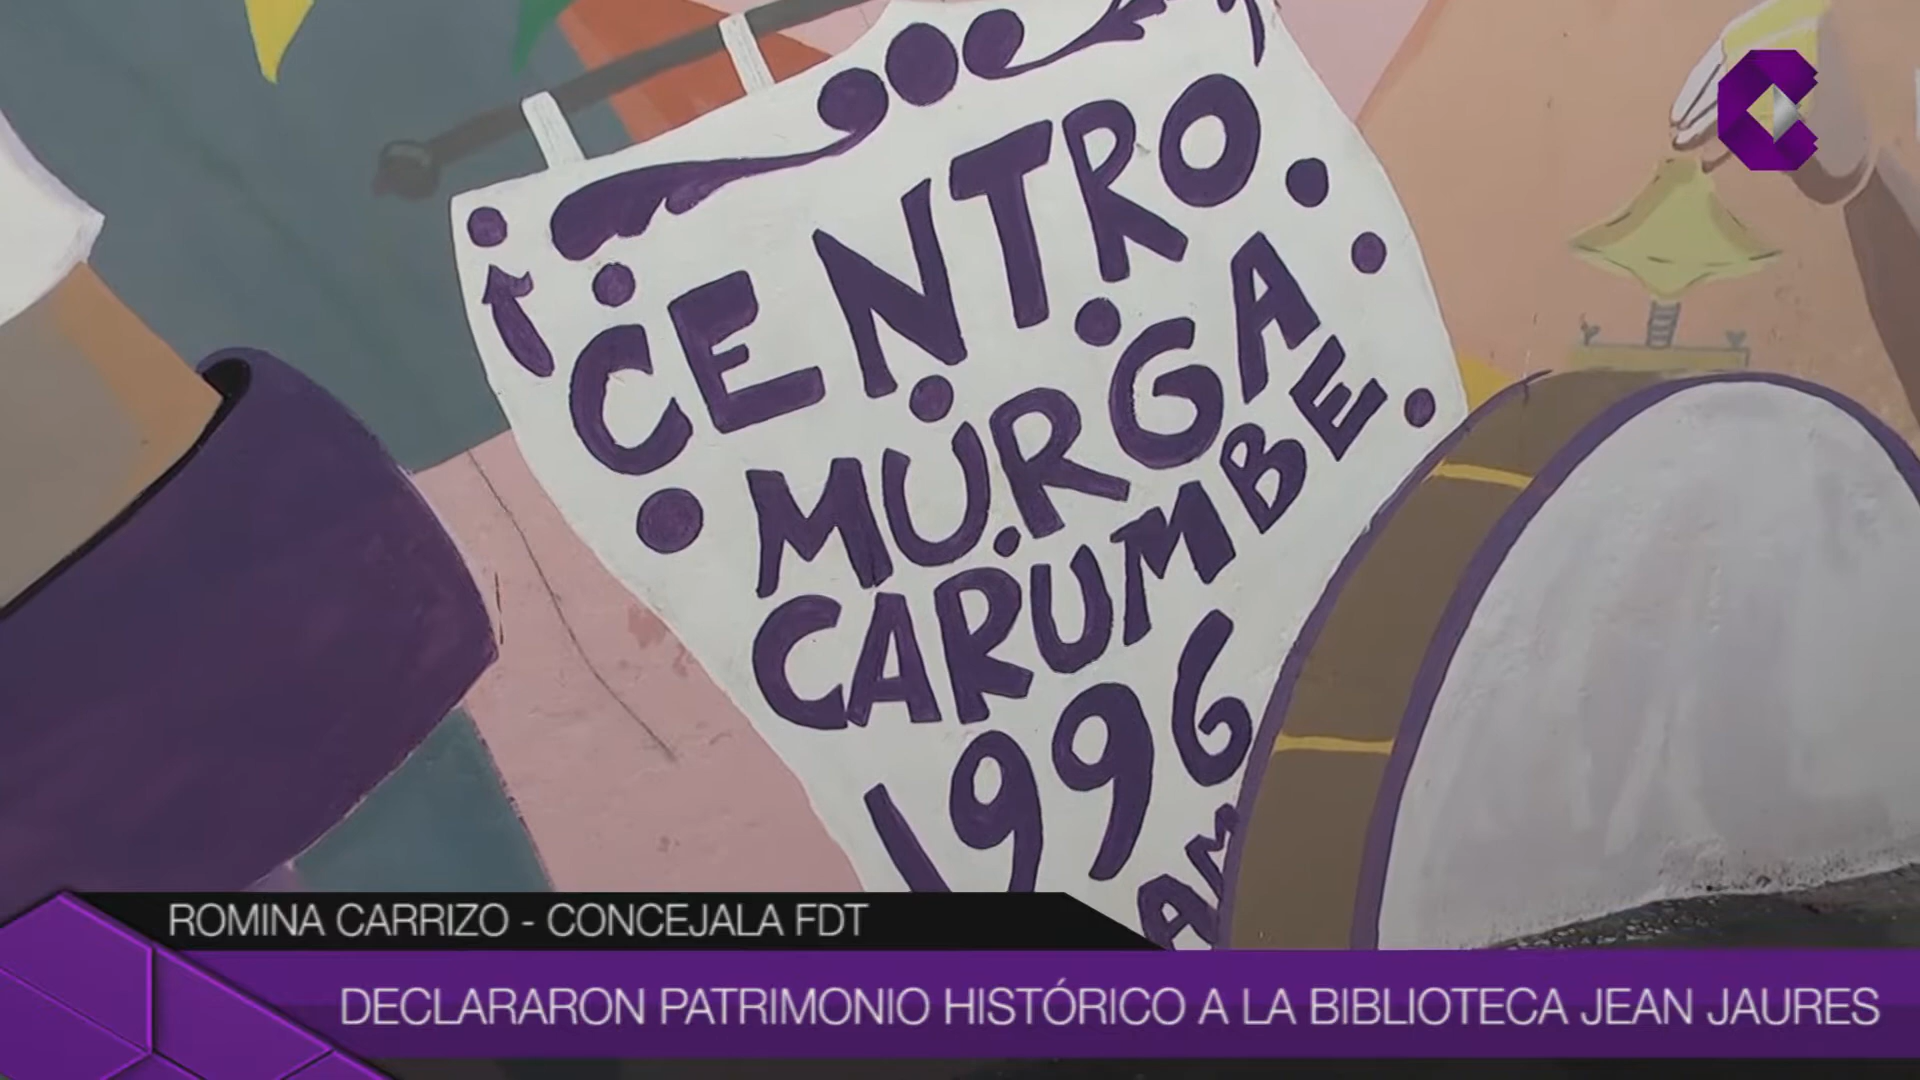 CENTRO
MURGA
CARUMBE
1996
ROMINA CARRIZO - CONCEJALA FDT
DECLARARON PATRIMONIO HISTÓRICO A LA BIBLIOTECA JEAN JAURES